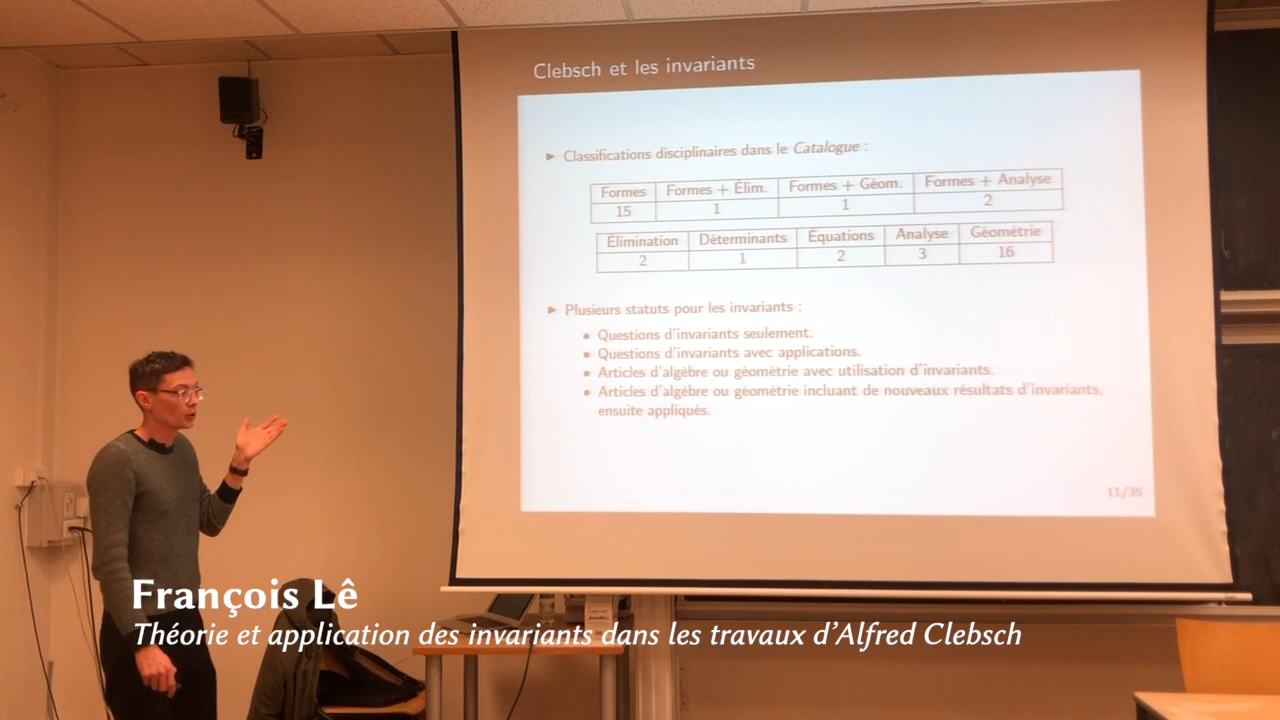 Clebsch et les invariants
► Classifications disciplinaires dans le Catalogue :
Formes Formes + Élim. Formes + Géom. Formes + Analyse
15 1 1 2
Élimination Déterminants Équations Analyse Géométrie
2 1 2 3 16
► Plusieurs statuts pour les invariants :
• Questions d'invariants seulement.
• Questions d'invariants avec applications.
• Articles d'algèbre ou géométrie avec utilisation d'invariants.
• Articles d'algèbre ou géométrie incluant de nouveaux résultats d'invariants,
ensuite appliqués.
11/35
François Lê
Théorie et application des invariants dans les travaux d'Alfred Clebsch